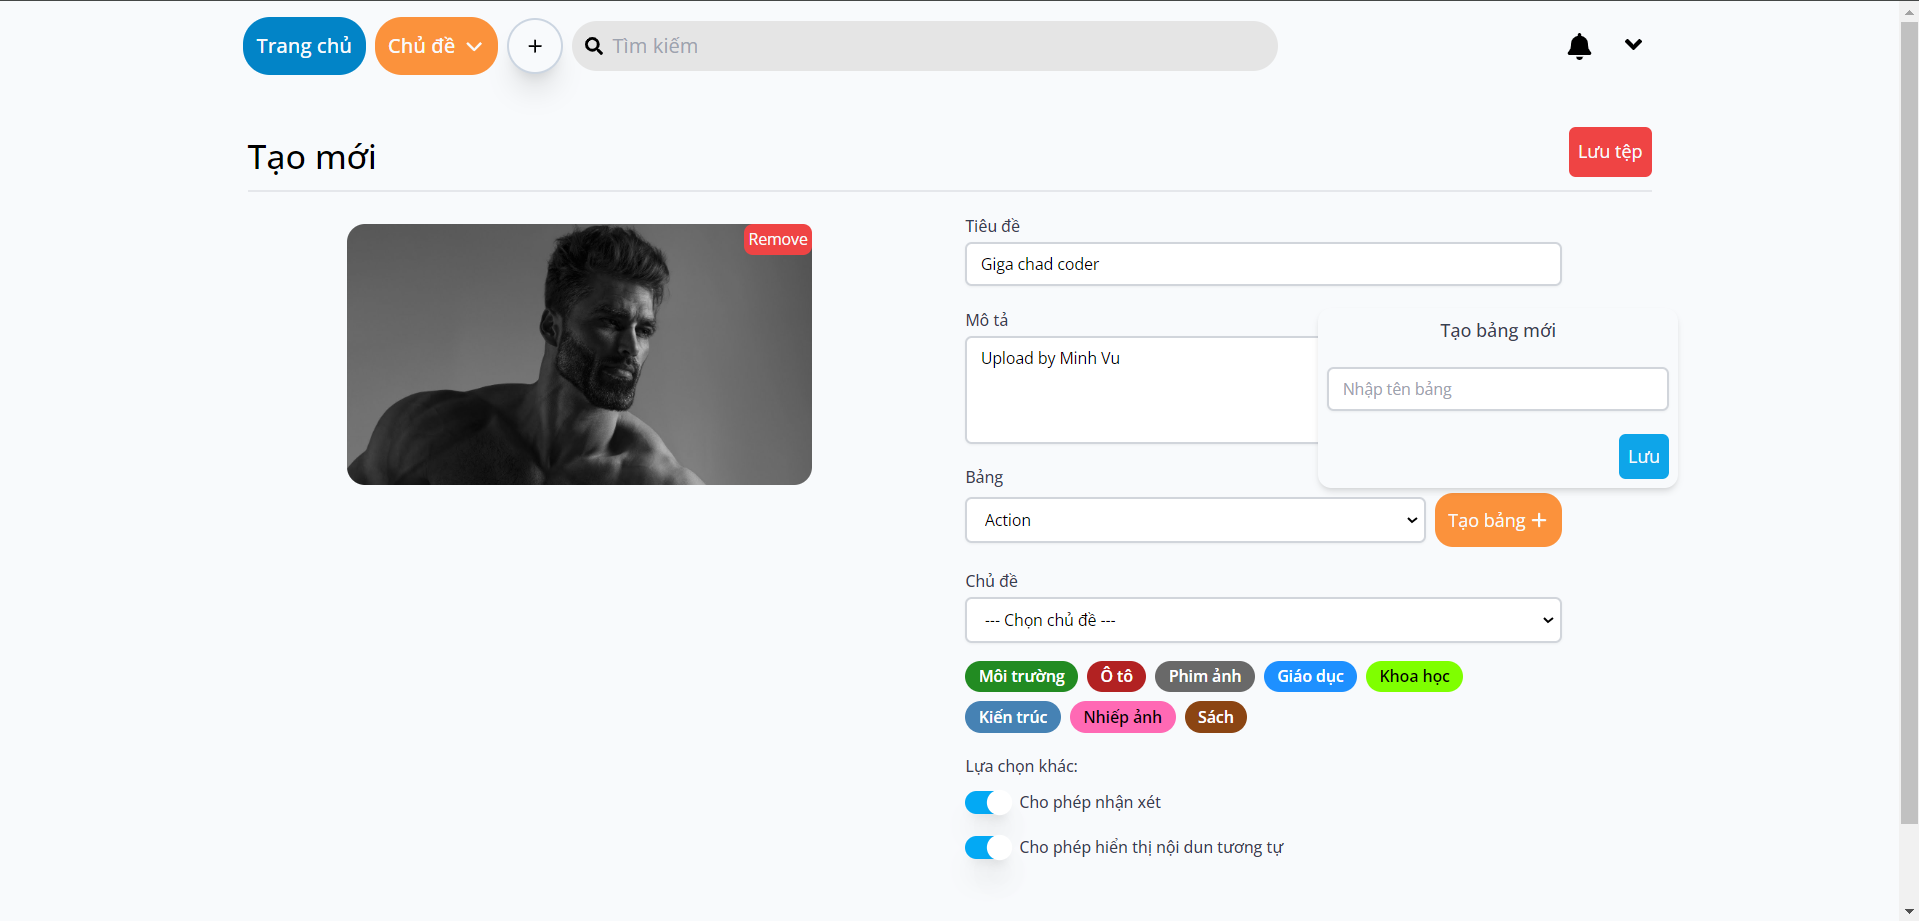 Trang chủ Chủ đề + Tìm kiếm
Tạo mới
Lưu tệp
Remove
Tiêu đề
Giga chad coder
Mô tả
Upload by Minh Vu
Tạo bảng mới
Nhập tên bảng
Lưu
Bảng
Action
Tạo bảng +
Chủ đề
--- Chọn chủ đề ---
Môi trường Ô tô Phim ảnh Giáo dục Khoa học
Kiến trúc Nhiếp ảnh Sách
Lựa chọn khác:
Cho phép nhận xét
Cho phép hiển thị nội dun tương tự